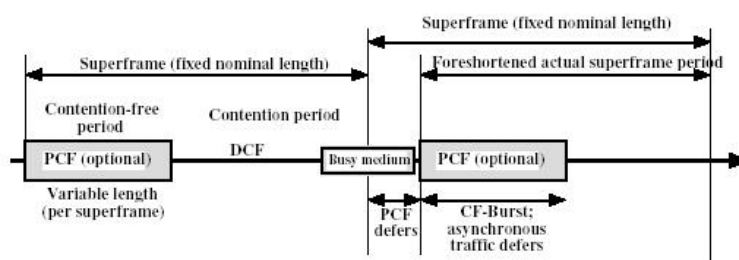 Superframe (fixed nominal length)
Superframe (fixed nominal length)
Foreshortened actual superframe period
Contention-free
period
Contention period
PCF (optional)
DCF
Busy medium
PCF (optional)
Variable length
(per superframe)
PCF
defers
CF-Burst;
asynchronous
traffic defers